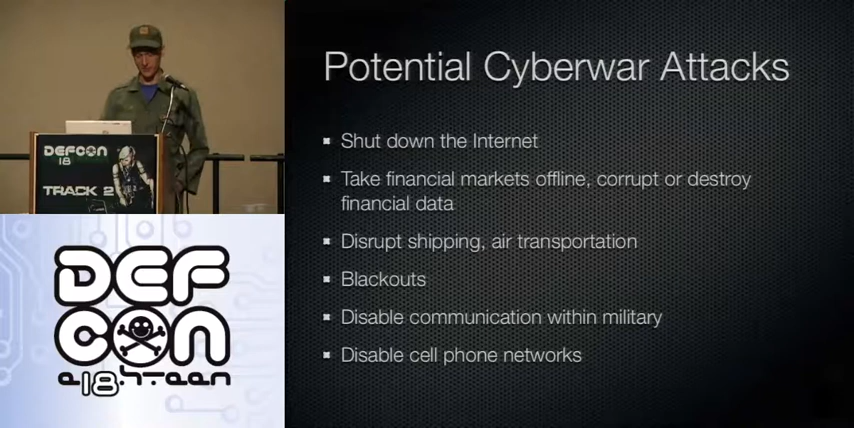 Potential Cyberwar Attacks
Shut down the Internet
Take financial markets offline, corrupt or destroy
financial data
Disrupt shipping, air transportation
Blackouts
Disable communication within military
Disable cell phone networks
DEFCON
18
TRACK 2
DEF
CON
e18hteen